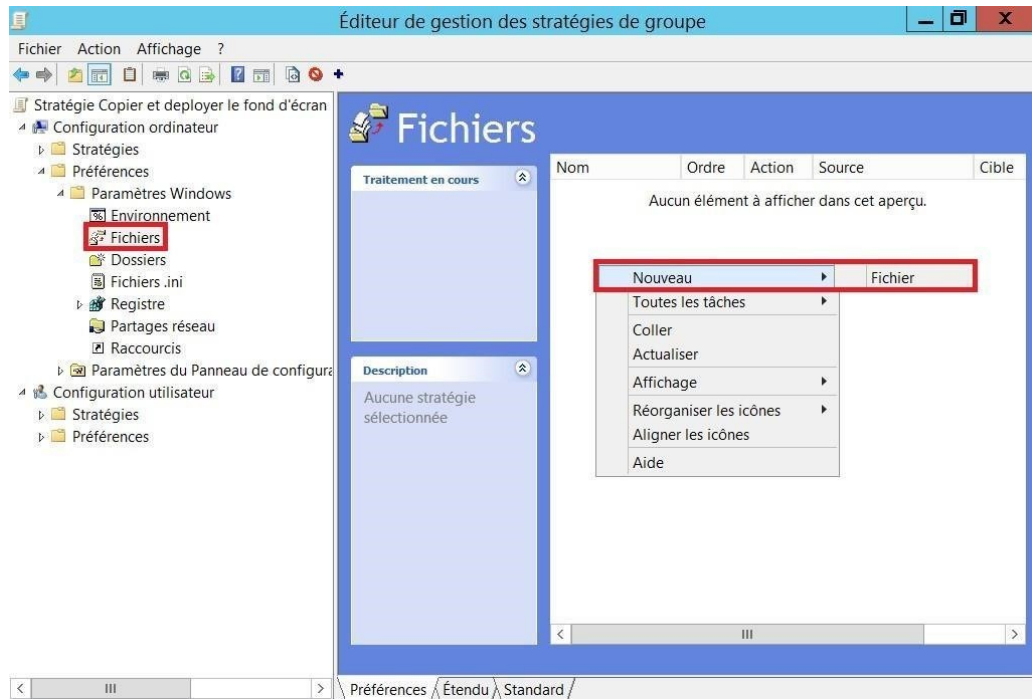 Éditeur de gestion des stratégies de groupe
Fichier Action Affichage ?
Stratégie Copier et deployer le fond d'écran
Configuration ordinateur
Stratégies
Préférences
Paramètres Windows
Environnement
Fichiers
Dossiers
Fichiers .ini
Registre
Partages réseau
Raccourcis
Paramètres du Panneau de configura
Configuration utilisateur
Stratégies
Préférences
Fichiers
Traitement en cours
Description
Aucune stratégie
sélectionnée
Nom Ordre Action Source Cible
Aucun élément à afficher dans cet aperçu.
Nouveau
Fichier
Toutes les tâches
Coller
Actualiser
Affichage
Réorganiser les icônes
Aligner les icônes
Aide
Préférences Étendu Standard